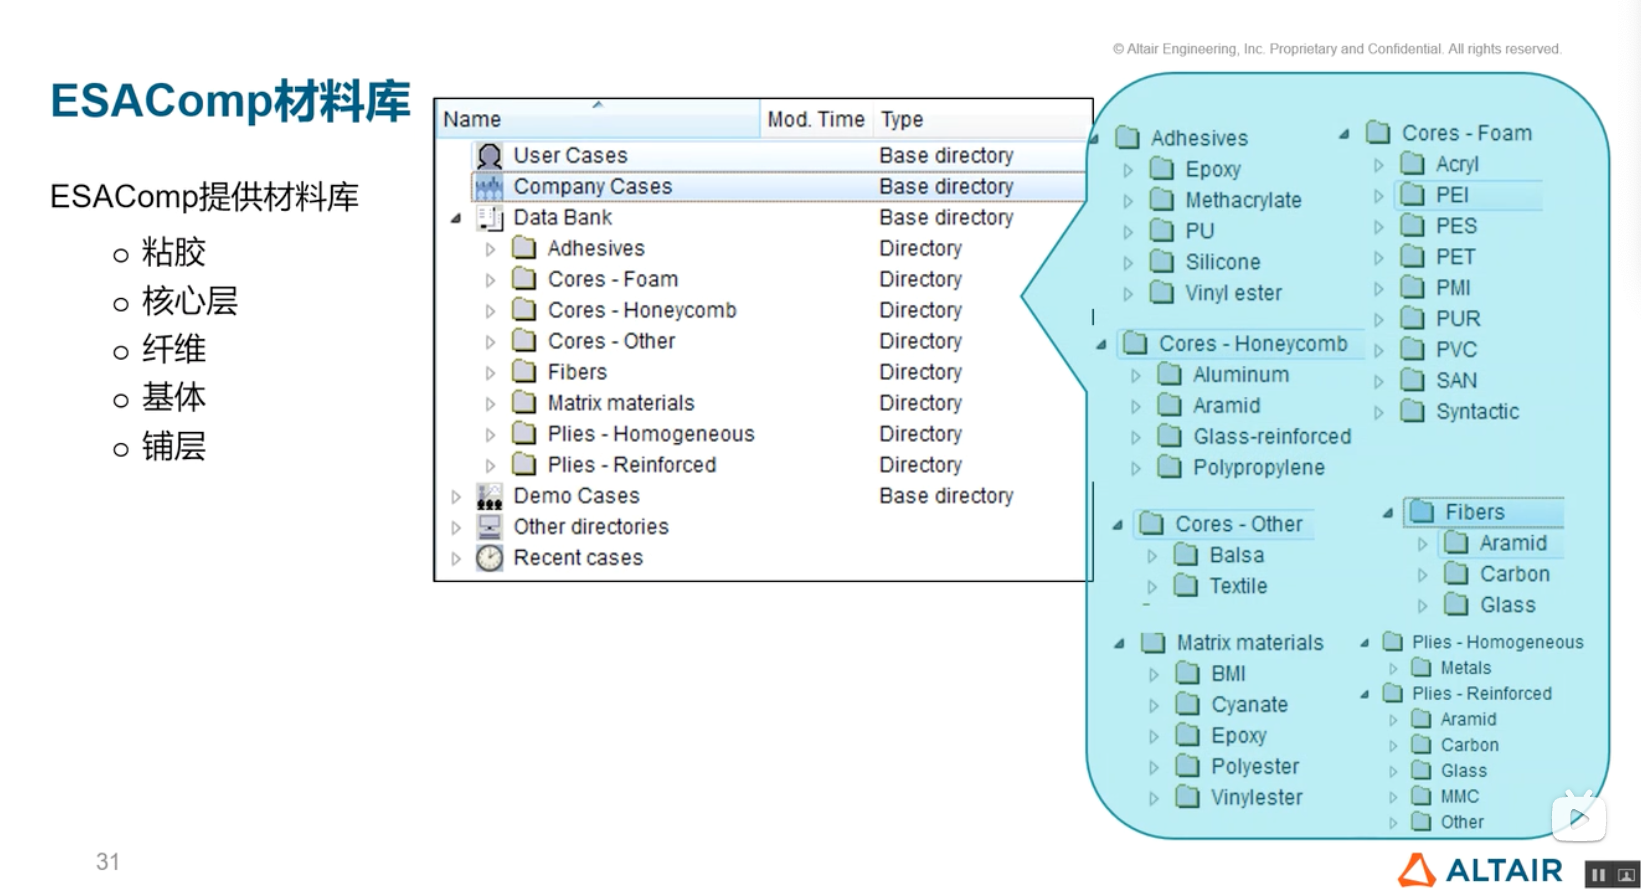 © Altair Engineering, Inc. Proprietary and Confidential. All rights reserved.
ESAComp材料库
ESAComp提供材料库
粘胶
核心层
纤维
基体
铺层
Name Mod. Time Type
User Cases Base directory
Company Cases Base directory
Data Bank Base directory
Adhesives Directory
Cores - Foam Directory
Cores - Honeycomb Directory
Cores - Other Directory
Fibers Directory
Matrix materials Directory
Plies - Homogeneous Directory
Plies - Reinforced Directory
Demo Cases Base directory
Other directories
Recent cases
Adhesives
Epoxy
Methacrylate
PU
Silicone
Vinyl ester
Cores - Honeycomb
Aluminum
Aramid
Glass-reinforced
Polypropylene
Cores - Other
Balsa
Textile
Matrix materials
BMI
Cyanate
Epoxy
Polyester
Vinylester
Cores - Foam
Acryl
PEI
PES
PET
PMI
PUR
PVC
SAN
Syntactic
Fibers
Aramid
Carbon
Glass
Plies - Homogeneous
Metals
Plies - Reinforced
Aramid
Carbon
Glass
MMC
Other
31
ALTAIR